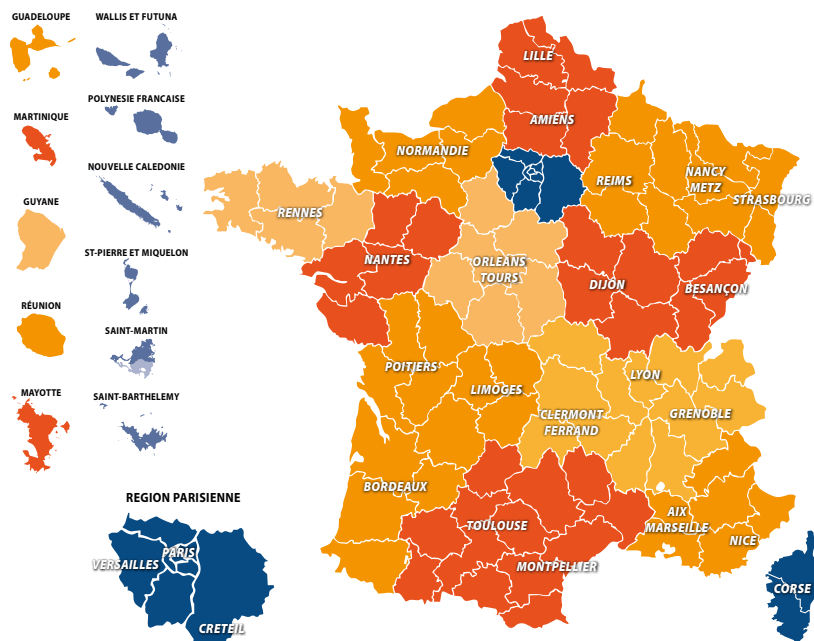 GUADELOUPE
WALLIS ET FUTUNA
MARTINIQUE
POLYNESIE FRANCAISE
NOUVELLE CALEDONIE
GUYANE
ST-PIERRE ET MIQUELON
RÉUNION
SAINT-MARTIN
MAYOTTE
SAINT-BARTHELEMY
REGION PARISIENNE
PARIS
VERSAILLES
CRETEIL
LILLE
AMIENS
NORMANDIE
REIMS
NANCY
METZ
STRASBOURG
RENNES
NANTES
ORLEANS
TOURS
DIJON
BESANÇON
POITIERS
LIMOGES
LYON
CLERMONT
FERRAND
GRENOBLE
BORDEAUX
TOULOUSE
AIX
MARSEILLE
NICE
MONTPELLIER
CORSE